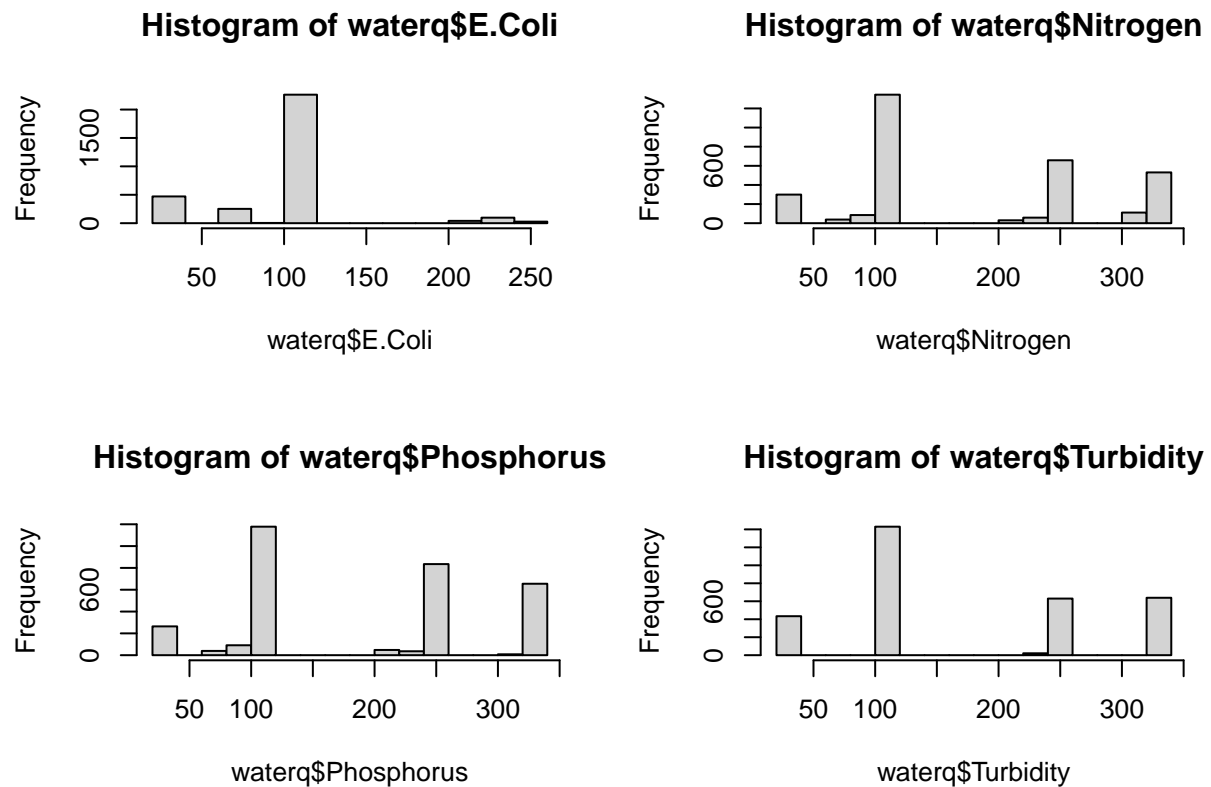 Histogram of waterq$E.Coli
Frequency
0
1500
50
100
150
200
250
waterq$E.Coli
Histogram of waterq$Nitrogen
Frequency
0
600
50
100
200
300
waterq$Nitrogen
Histogram of waterq$Phosphorus
Frequency
0
600
50
100
200
300
waterq$Phosphorus
Histogram of waterq$Turbidity
Frequency
0
600
50
100
200
300
waterq$Turbidity